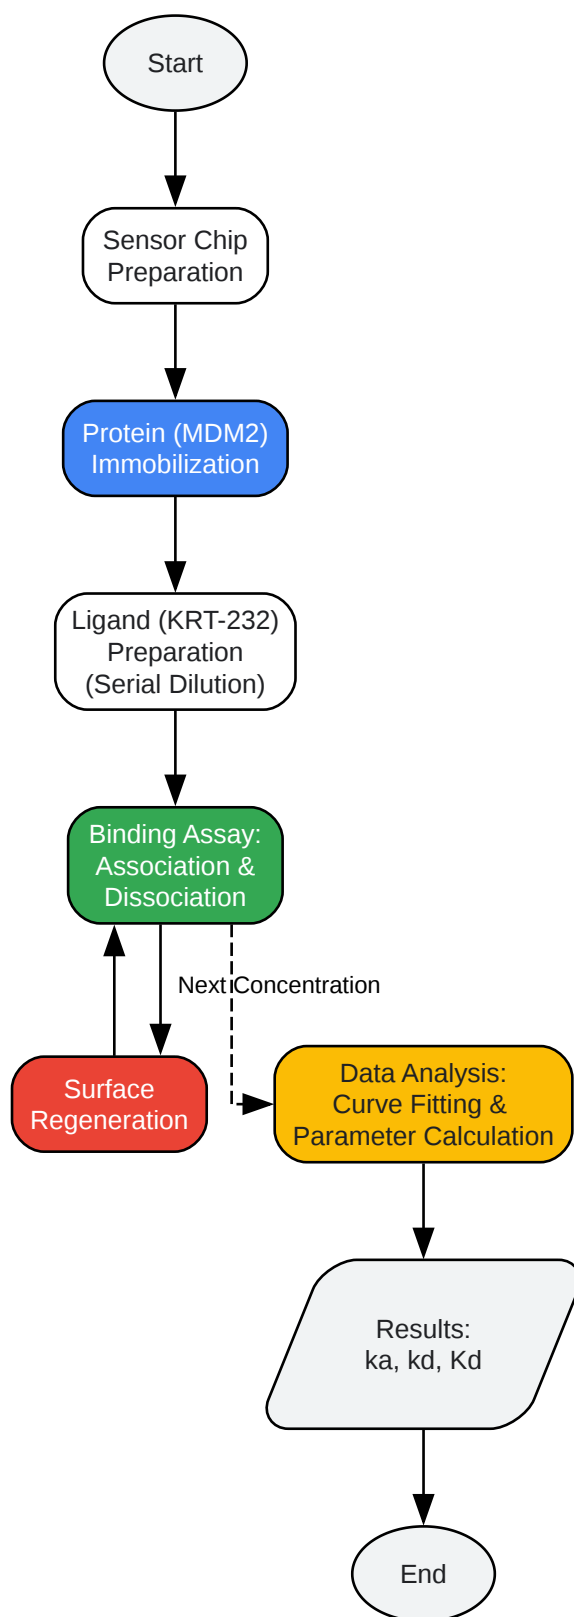 Start
Sensor Chip
Preparation
Protein (MDM2)
Immobilization
Ligand (KRT-232)
Preparation
(Serial Dilution)
Binding Assay:
Association &
Dissociation
Next Concentration
Surface
Regeneration
Data Analysis:
Curve Fitting &
Parameter Calculation
Results:
ka, kd, Kd
End